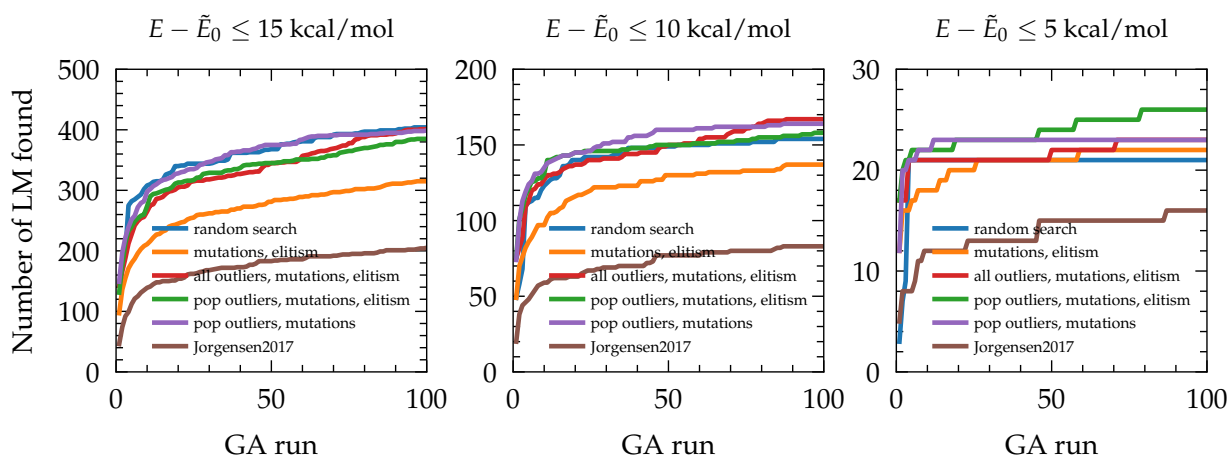 E − Ẽ₀ ≤ 15 kcal/mol
E − Ẽ₀ ≤ 10 kcal/mol
E − Ẽ₀ ≤ 5 kcal/mol
Number of LM found
500
400
300
200
100
0
random search
mutations, elitism
all outliers, mutations, elitism
pop outliers, mutations, elitism
pop outliers, mutations
Jorgensen2017
0 50 100
GA run
200
150
100
50
0
random search
mutations, elitism
all outliers, mutations, elitism
pop outliers, mutations, elitism
pop outliers, mutations
Jorgensen2017
0 50 100
GA run
30
20
10
0
random search
mutations, elitism
all outliers, mutations, elitism
pop outliers, mutations, elitism
pop outliers, mutations
Jorgensen2017
0 50 100
GA run